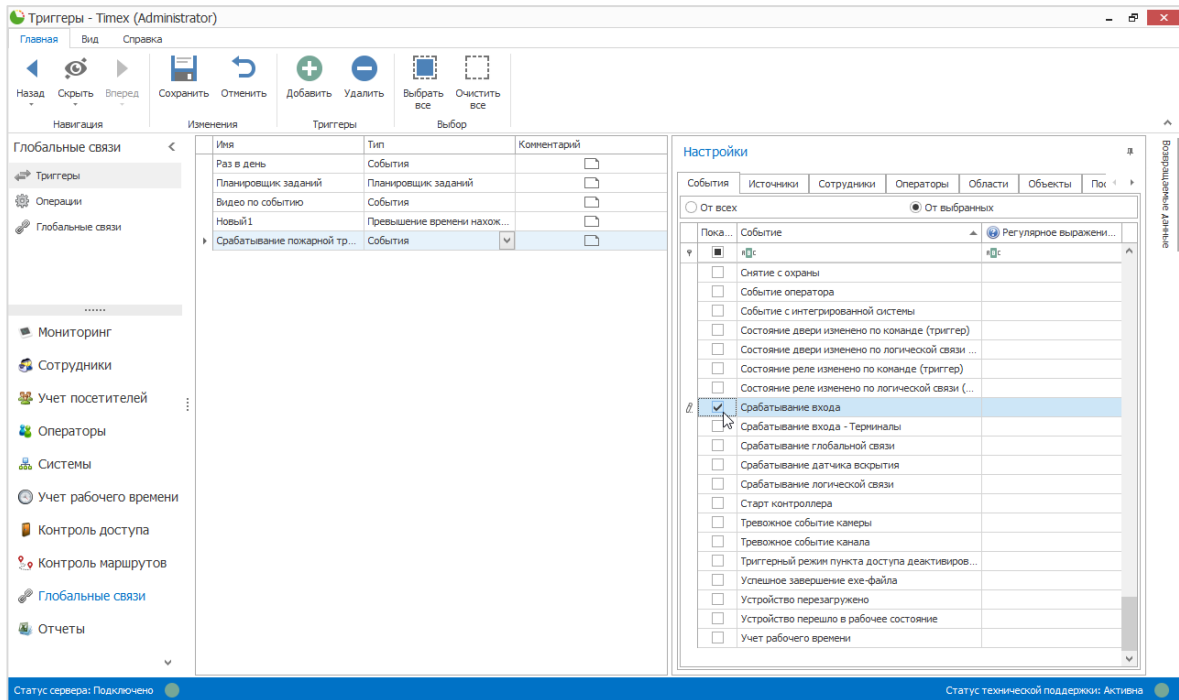 Триггеры - Timex (Administrator)
Главная Вид Справка
Назад Скрыть Вперед Сохранить Отменить Добавить Удалить Выбрать все Очистить все
Навигация Изменения Триггеры Выбор
Глобальные связи
Триггеры
Операции
Глобальные связи
Мониторинг
Сотрудники
Учет посетителей
Операторы
Системы
Учет рабочего времени
Контроль доступа
Контроль маршрутов
Глобальные связи
Отчеты
Имя Тип Комментарий
Раз в день События
Планировщик заданий Планировщик заданий
Видео по событию События
Новый1 Превышение времени нахож...
Срабатывание пожарной тр... События
Настройки
События Источники Сотрудники Операторы Области Объекты Пос
От всех От выбранных
Пока... Событие Регулярное выражени...
Снятие с охраны
Событие оператора
Событие с интегрированной системы
Состояние двери изменено по команде (триггер)
Состояние двери изменено по логической связи ...
Состояние реле изменено по команде (триггер)
Состояние реле изменено по логической связи (...
Срабатывание входа
Срабатывание входа - Терминалы
Срабатывание глобальной связи
Срабатывание датчика вскрытия
Срабатывание логической связи
Старт контроллера
Тревожное событие камеры
Тревожное событие канала
Триггерный режим пункта доступа деактивиров...
Успешное завершение exe-файла
Устройство перезагружено
Устройство перешло в рабочее состояние
Учет рабочего времени
Возвращаемые данные
Статус сервера: Подключено Статус технической поддержки: Активна